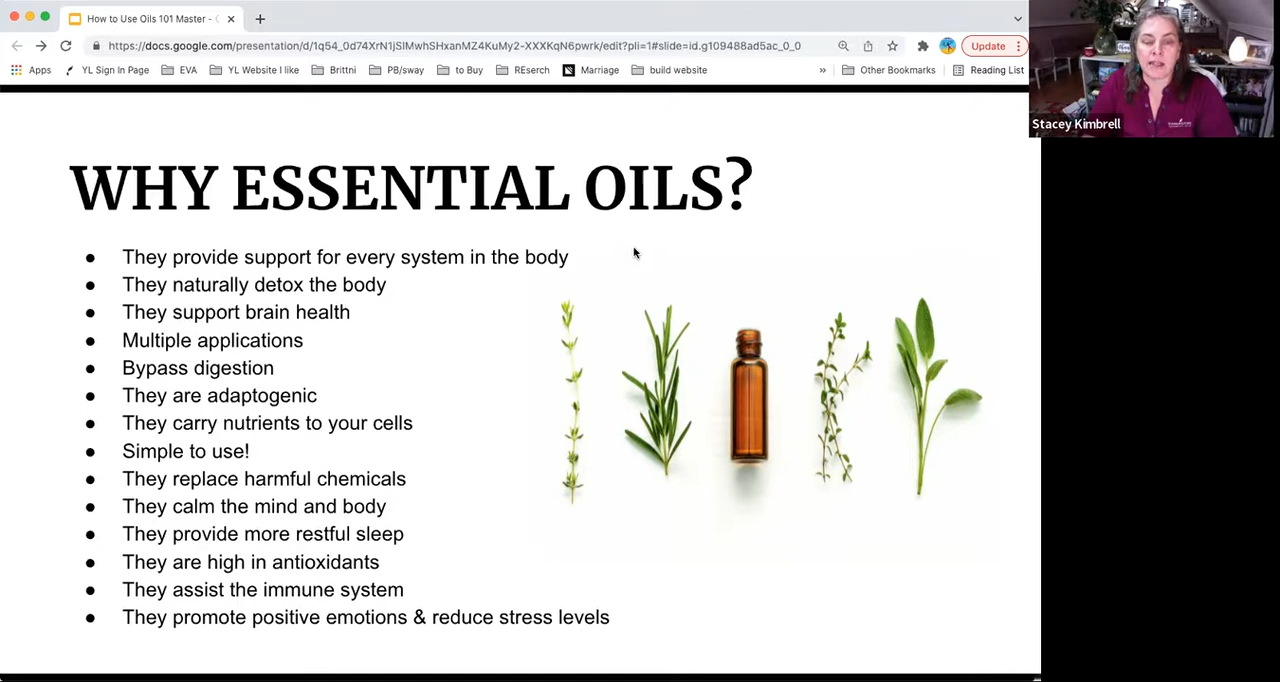 How to Use Oils 101 Master - 
https://docs.google.com/presentation/d/1q54_0d74XrN1jSIMwhSHxanMZ4KuMy2-XXXKqN6pwrk/edit?pli=1#slide=id.g109488ad5ac_0_0
Update
Apps YL Sign In Page EVA YL Website I like Brittni PB/sway to Buy REserch Marriage build website » Other Bookmarks Reading List
Stacey Kimbrell
WHY ESSENTIAL OILS?
● They provide support for every system in the body
● They naturally detox the body
● They support brain health
● Multiple applications
● Bypass digestion
● They are adaptogenic
● They carry nutrients to your cells
● Simple to use!
● They replace harmful chemicals
● They calm the mind and body
● They provide more restful sleep
● They are high in antioxidants
● They assist the immune system
● They promote positive emotions & reduce stress levels